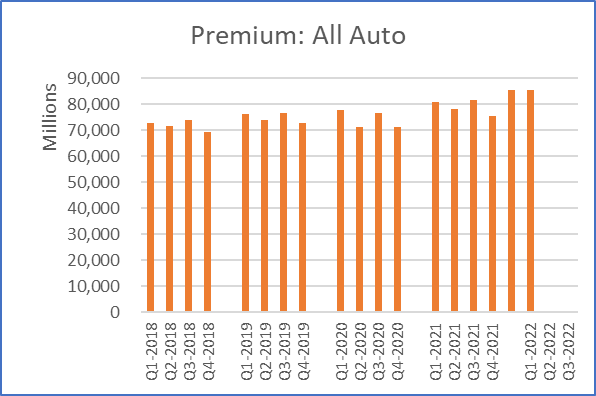 Premium: All Auto
Millions
90,000
80,000
70,000
60,000
50,000
40,000
30,000
20,000
10,000
0
Q1-2018
Q2-2018
Q3-2018
Q4-2018
Q1-2019
Q2-2019
Q3-2019
Q4-2019
Q1-2020
Q2-2020
Q3-2020
Q4-2020
Q1-2021
Q2-2021
Q3-2021
Q4-2021
Q1-2022
Q2-2022
Q3-2022